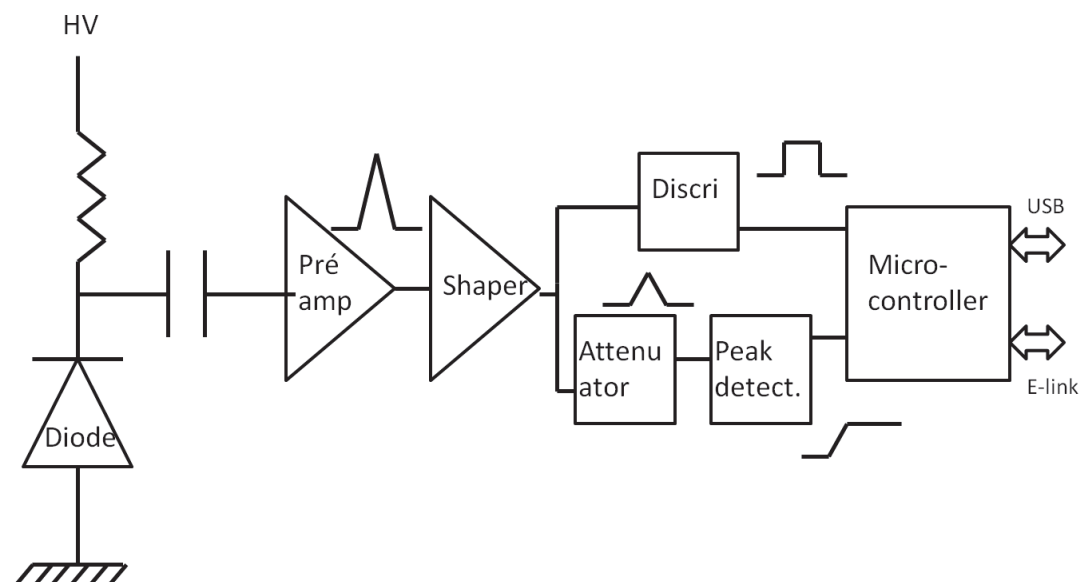 HV
Diode
Pré
amp
Shaper
Discri
Attenu
ator
Peak
detect.
Micro-
controller
USB
E-link